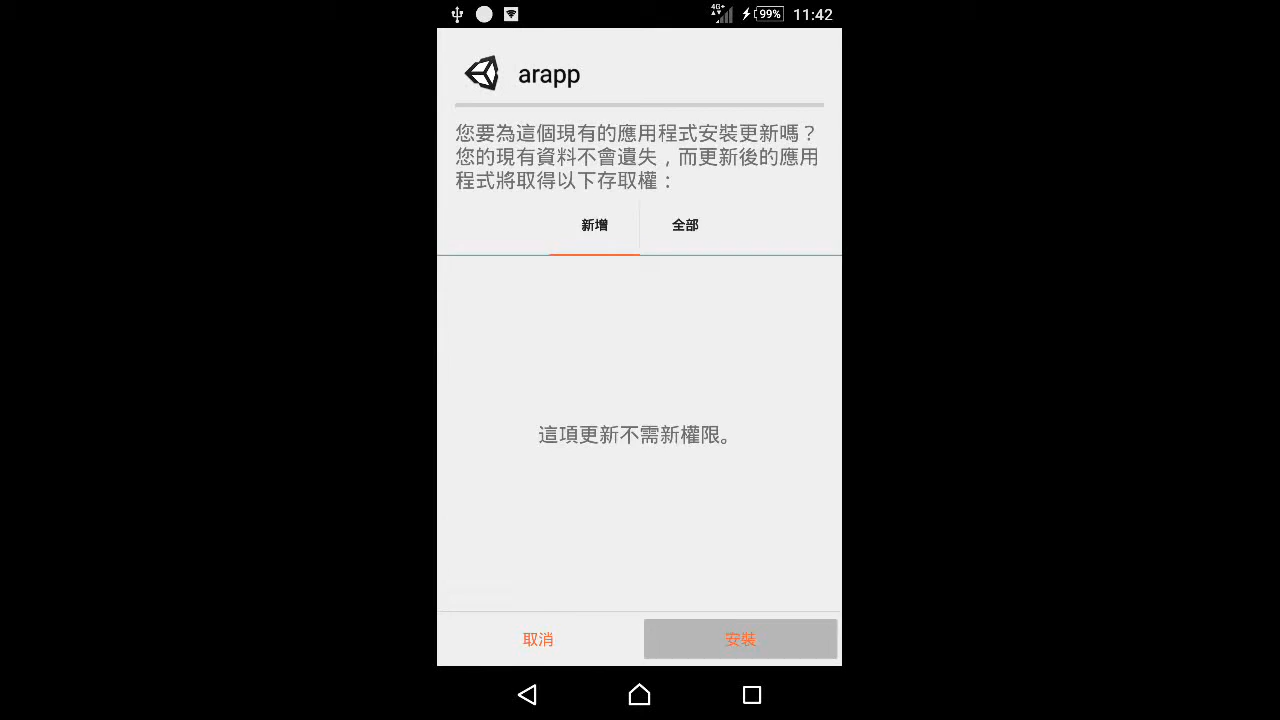 4G+ 99% 11:42
arapp
您要為這個現有的應用程式安裝更新嗎？
您的現有資料不會遺失，而更新後的應用
程式將取得以下存取權：
新增 全部
這項更新不需新權限。
取消 安裝